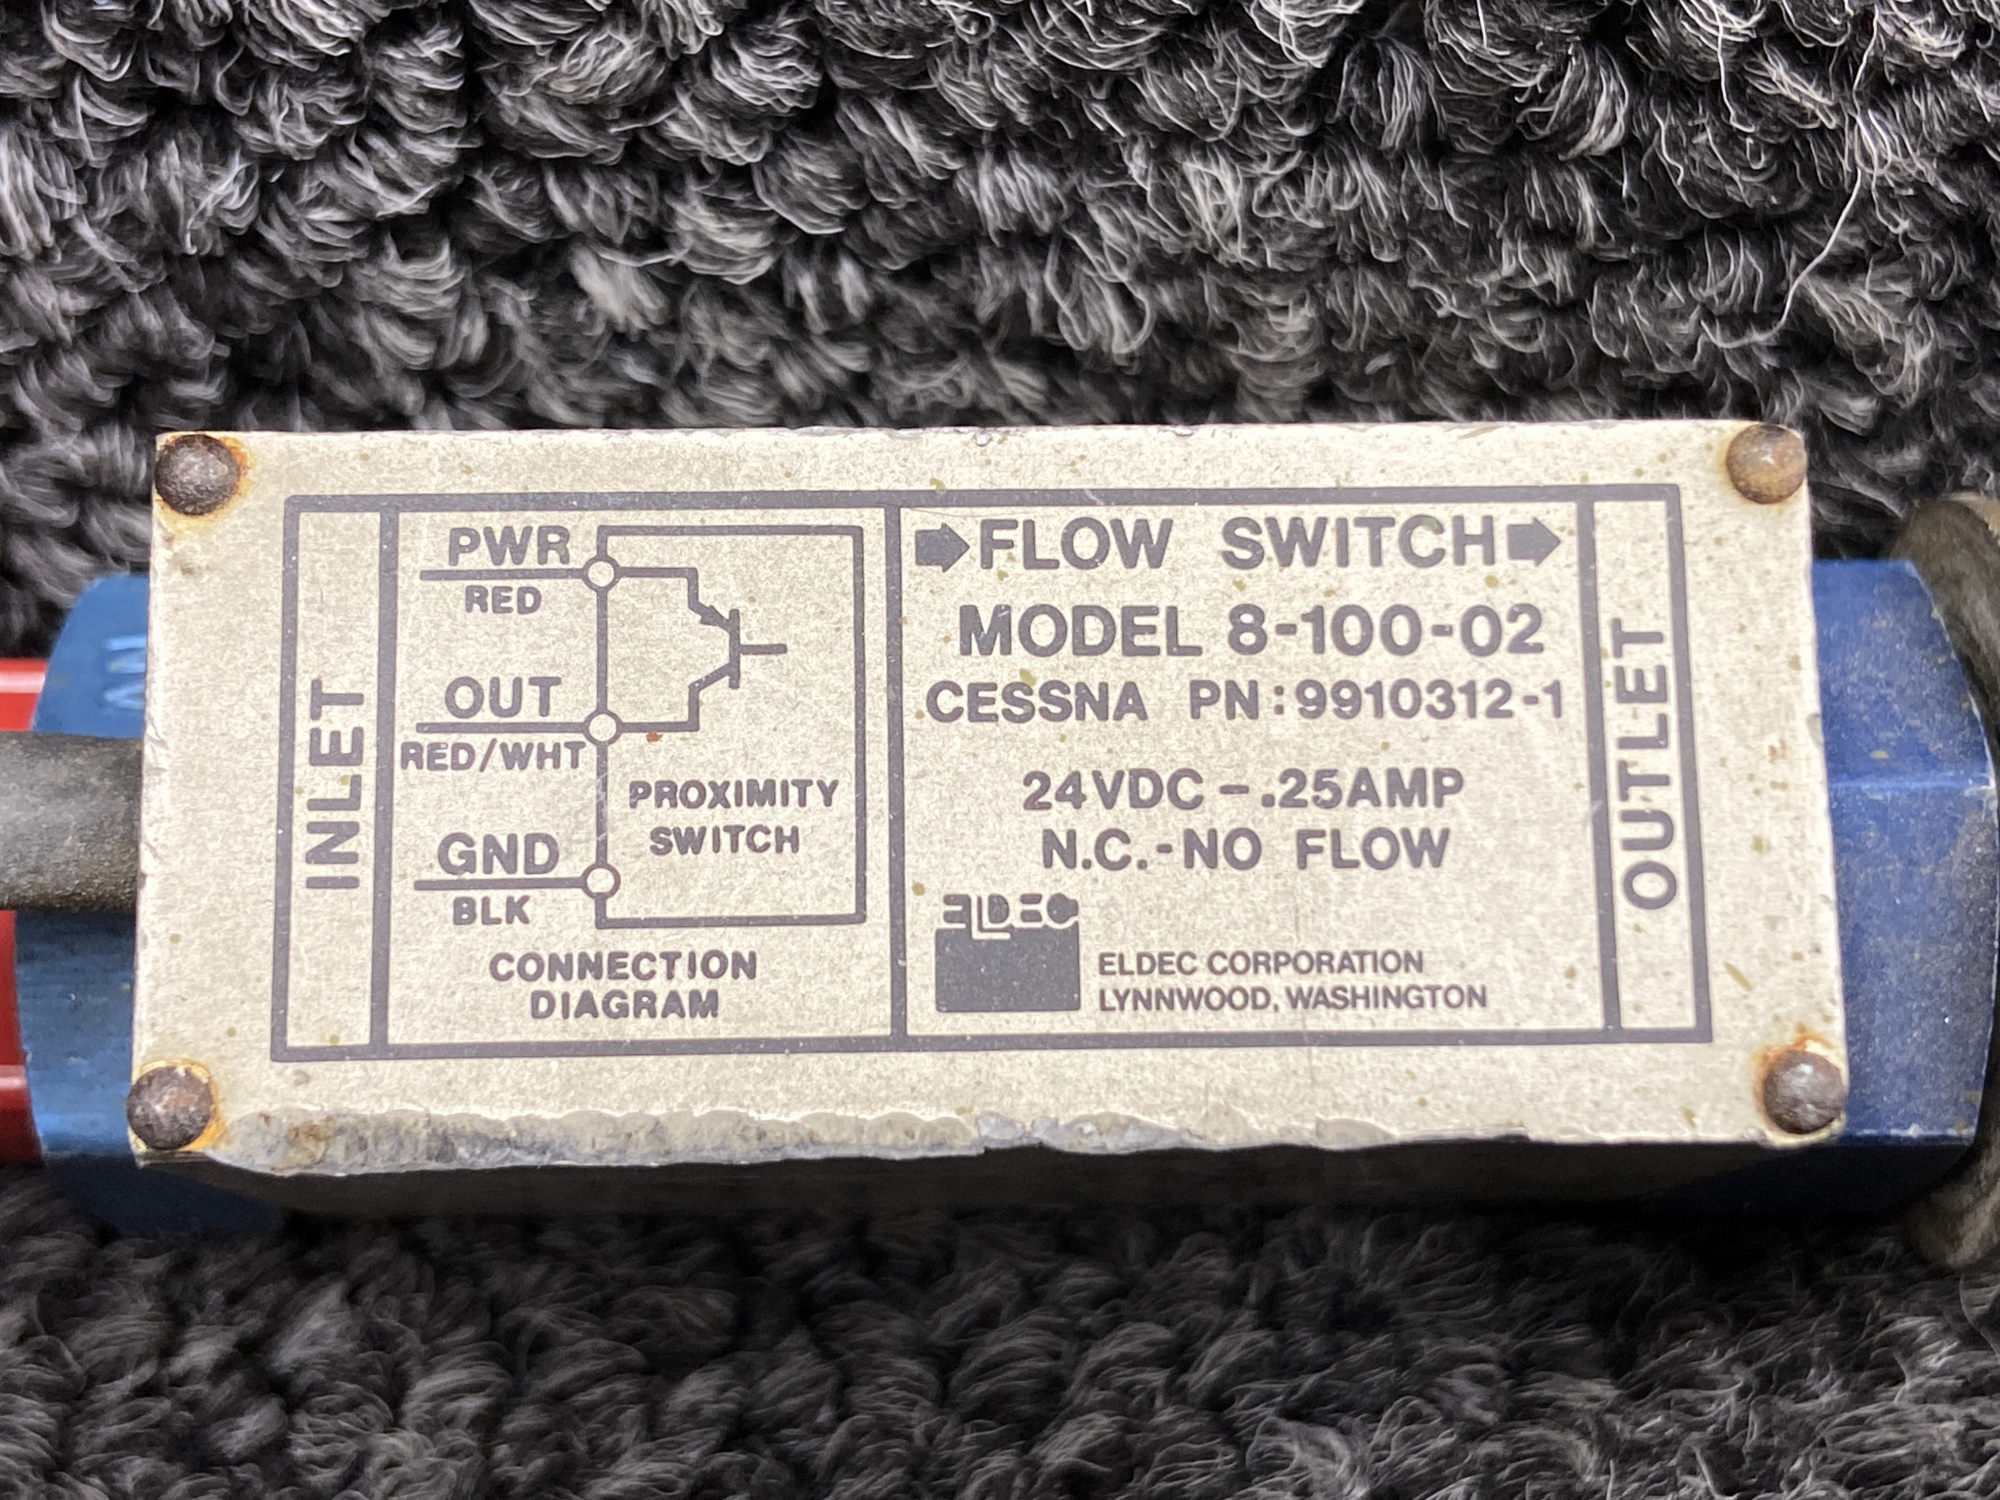 INLET
PWR
RED
OUT
RED/WHT
GND
BLK
PROXIMITY
SWITCH
CONNECTION
DIAGRAM
FLOW SWITCH
MODEL 8-100-02
CESSNA PN:9910312-1
24VDC-.25AMP
N.C.-NO FLOW
ELDEC
ELDEC CORPORATION
LYNNWOOD, WASHINGTON
OUTLET